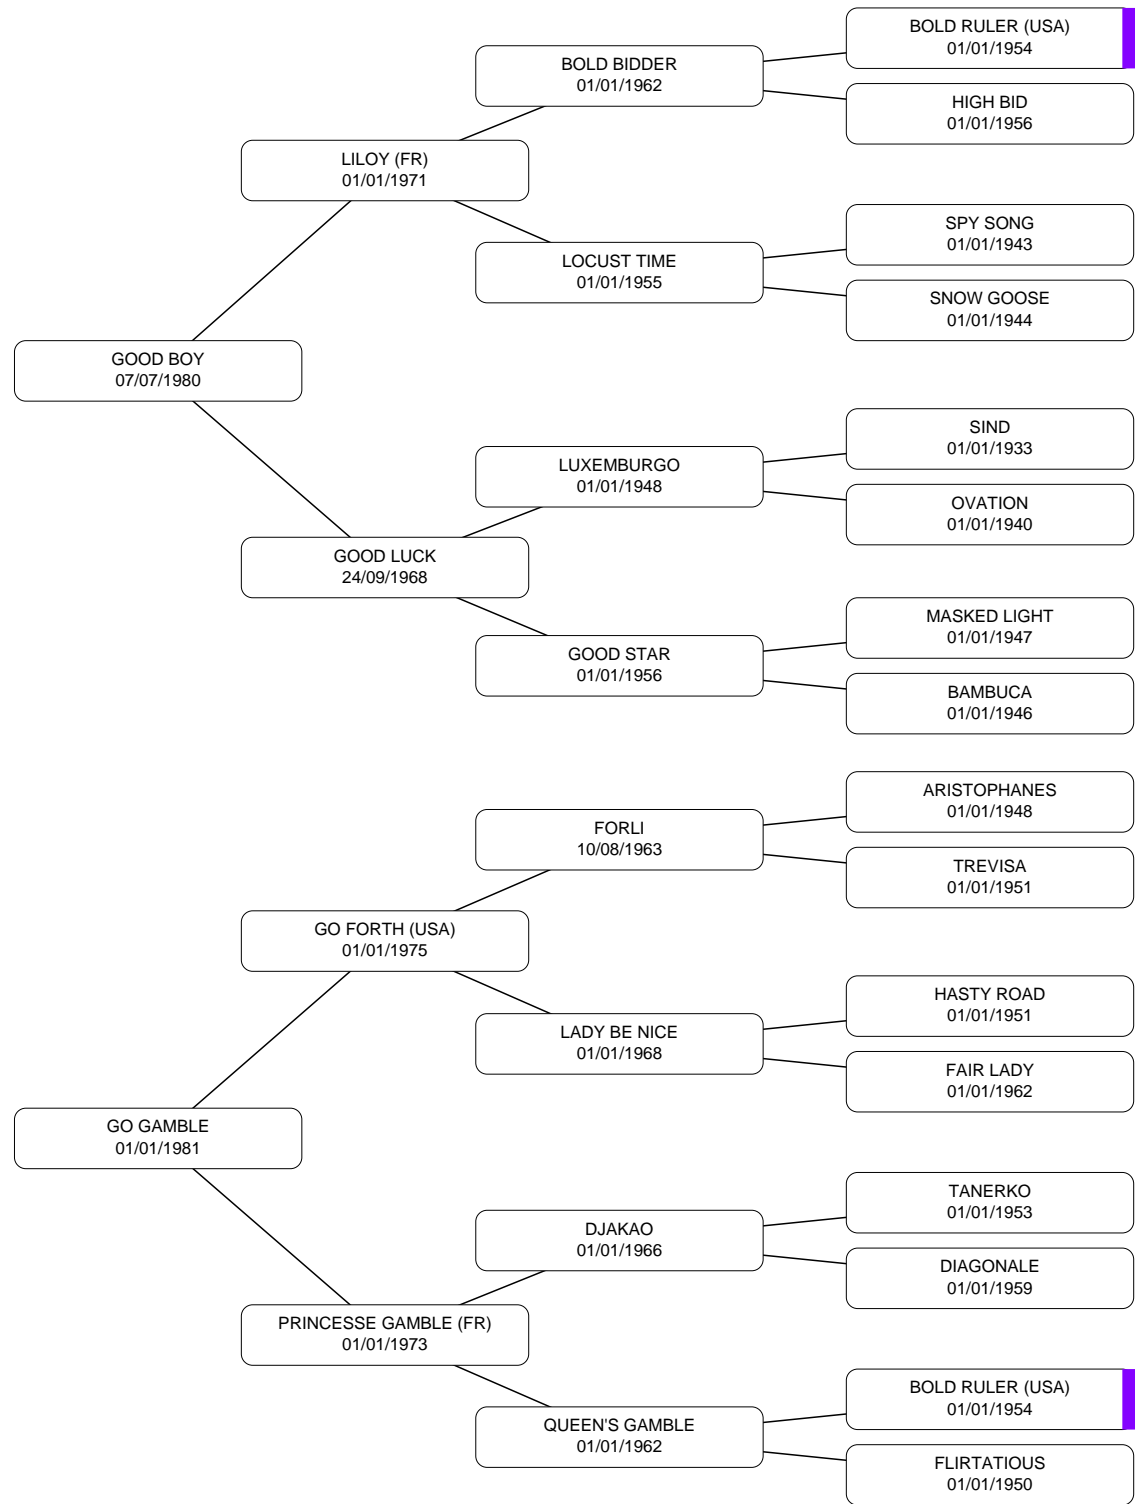 BOLD RULER (USA)
01/01/1954
BOLD BIDDER
01/01/1962
HIGH BID
01/01/1956
LILOY (FR)
01/01/1971
SPY SONG
01/01/1943
LOCUST TIME
01/01/1955
SNOW GOOSE
01/01/1944
GOOD BOY
07/07/1980
SIND
01/01/1933
LUXEMBURGO
01/01/1948
OVATION
01/01/1940
GOOD LUCK
24/09/1968
MASKED LIGHT
01/01/1947
GOOD STAR
01/01/1956
BAMBUCA
01/01/1946
ARISTOPHANES
01/01/1948
FORLI
10/08/1963
TREVISA
01/01/1951
GO FORTH (USA)
01/01/1975
HASTY ROAD
01/01/1951
LADY BE NICE
01/01/1968
FAIR LADY
01/01/1962
GO GAMBLE
01/01/1981
TANERKO
01/01/1953
DJAKAO
01/01/1966
DIAGONALE
01/01/1959
PRINCESSE GAMBLE (FR)
01/01/1973
BOLD RULER (USA)
01/01/1954
QUEEN'S GAMBLE
01/01/1962
FLIRTATIOUS
01/01/1950